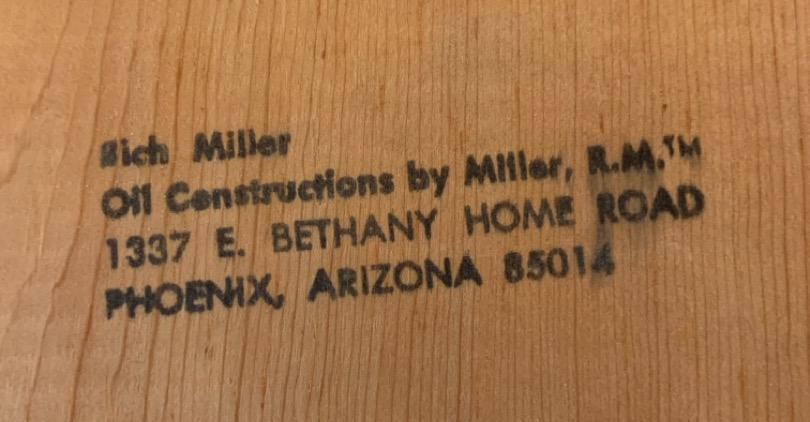 Rich Miller
Oil Constructions by Miller, R.M.™
1337 E. BETHANY HOME ROAD
PHOENIX, ARIZONA 85014